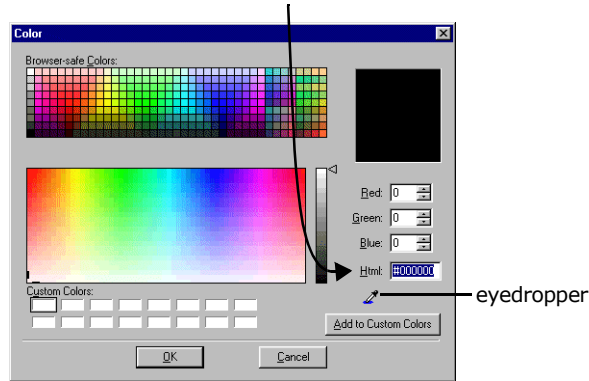 Color
Browser-safe Colors:
Red: 0
Green: 0
Blue: 0
Html: #000000
eyedropper
Custom Colors:
Add to Custom Colors
OK
Cancel